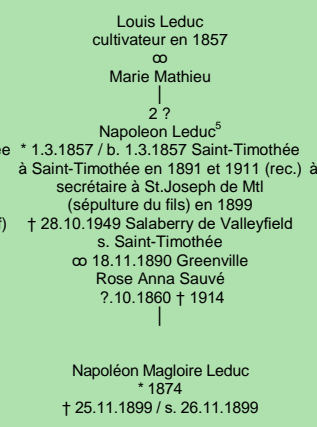 Louis Leduc
cultivateur en 1857
∞
Marie Mathieu
2 ?
Napoleon Leduc⁵
* 1.3.1857 / b. 1.3.1857 Saint-Timothée
à Saint-Timothée en 1891 et 1911 (rec.) à
secrétaire à St.Joseph de Mtl
(sépulture du fils) en 1899
) † 28.10.1949 Salaberry de Valleyfield
s. Saint-Timothée
∞ 18.11.1890 Greenville
Rose Anna Sauvé
?.10.1860 † 1914
Napoléon Magloire Leduc
* 1874
† 25.11.1899 / s. 26.11.1899